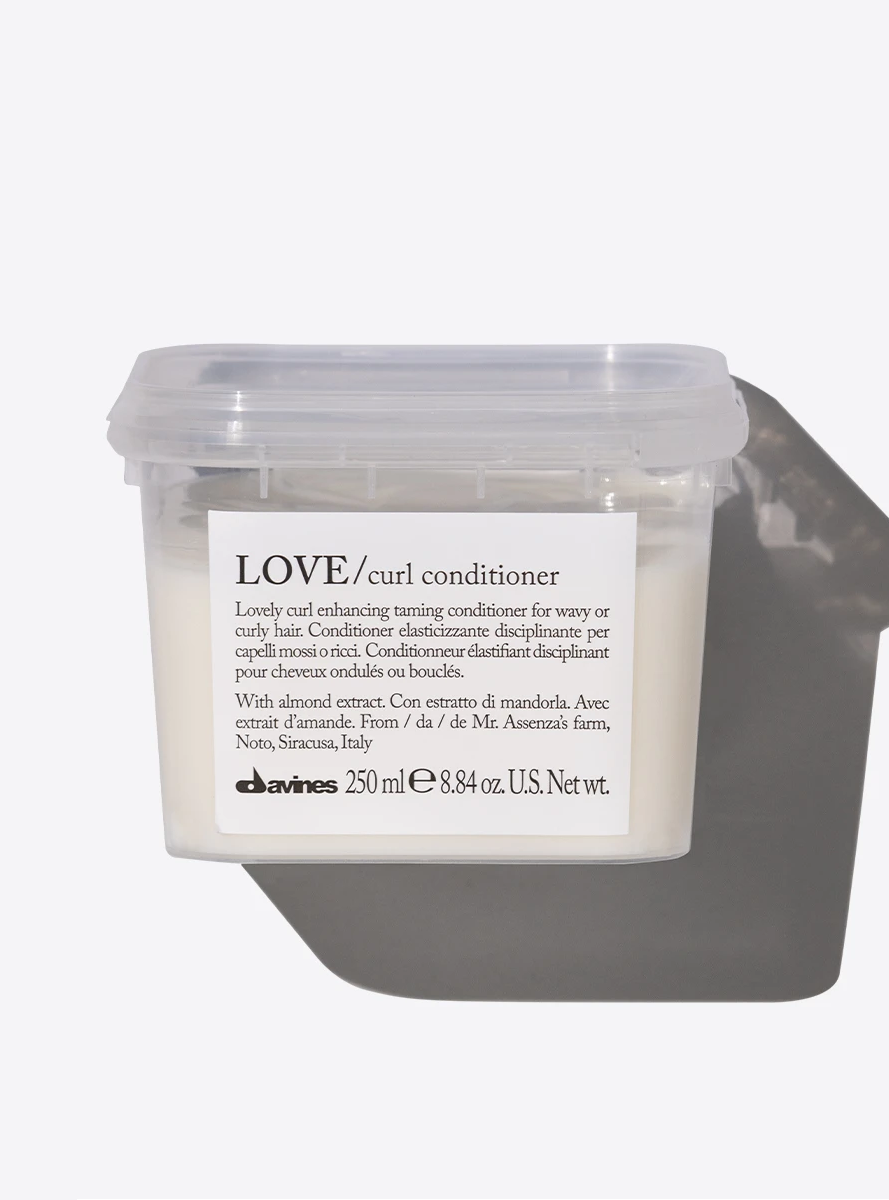 LOVE/curl conditioner
Lovely curl enhancing taming conditioner for wavy or
curly hair. Conditioner elasticizzante disciplinante per
capelli mossi o ricci. Conditionneur élastifiant disciplinant
pour cheveux ondulés ou bouclés.
With almond extract. Con estratto di mandorla. Avec
extrait d’amande. From / da / de Mr. Assenza’s farm,
Noto, Siracusa, Italy
davines 250 ml ℮ 8.84 oz. U.S. Net wt.